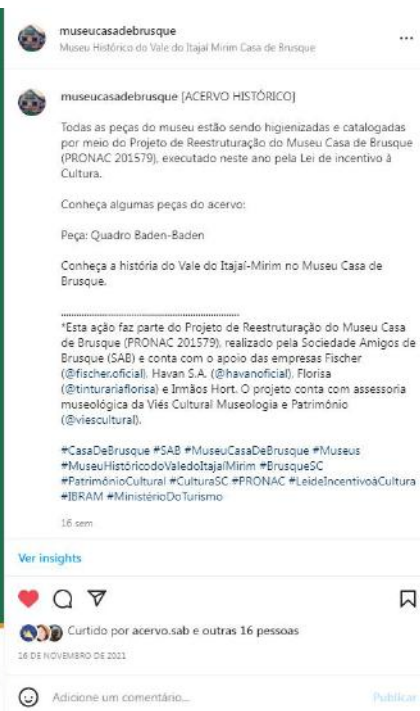 museucasadebrusque
Museu Histórico do Vale do Itajaí Mirim Casa de Brusque
museucasadebrusque [ACERVO HISTÓRICO]
Todas as peças do museu estão sendo higienizadas e catalogadas
por meio do Projeto de Reestruturação do Museu Casa de Brusque
(PRONAC 201579), executado neste ano pela Lei de incentivo à
Cultura.
Conheça algumas peças do acervo:
Peça: Quadro Baden-Baden
Conheça a história do Vale do Itajaí-Mirim no Museu Casa de
Brusque.
*Esta ação faz parte do Projeto de Reestruturação do Museu Casa
de Brusque (PRONAC 201579), realizado pela Sociedade Amigos de
Brusque (SAB) e conta com o apoio das empresas Fischer
(@fischer.oficial), Havan S.A. (@havanoficial), Florisa
(@tinturariaflorisa) e Irmãos Hort. O projeto conta com assessoria
museológica da Viés Cultural Museologia e Patrimônio
(@viescultural).
#CasaDeBrusque #SAB #MuseuCasaDeBrusque #Museus
#MuseuHistóricodoValedoItajaíMirim #BrusqueSC
#PatrimônioCultural #CulturaSC #PRONAC #LeideIncentivoàCultura
#IBRAM #MinistérioDoTurismo
16 sem
Ver insights
Curtido por acervo.sab e outras 16 pessoas
16 DE NOVEMBRO DE 2021
Adicione um comentário...
Publicar